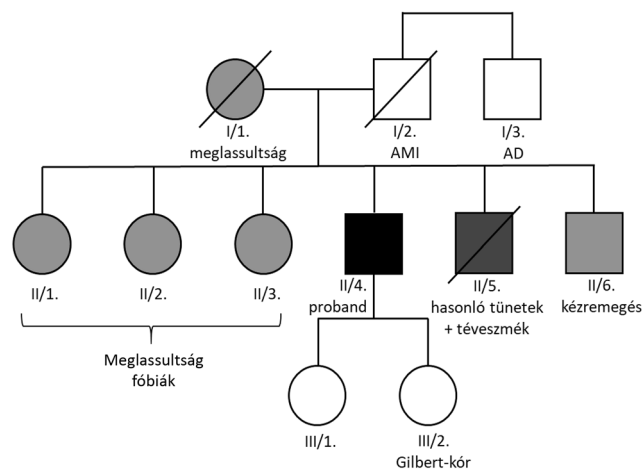 I/1.
meglassultság
I/2.
AMI
I/3.
AD
II/1.
II/2.
II/3.
II/4.
proband
II/5.
hasonló tünetek
+ téveszmék
II/6.
kézremegés
Meglassultság
fóbiák
III/1.
III/2.
Gilbert-kór